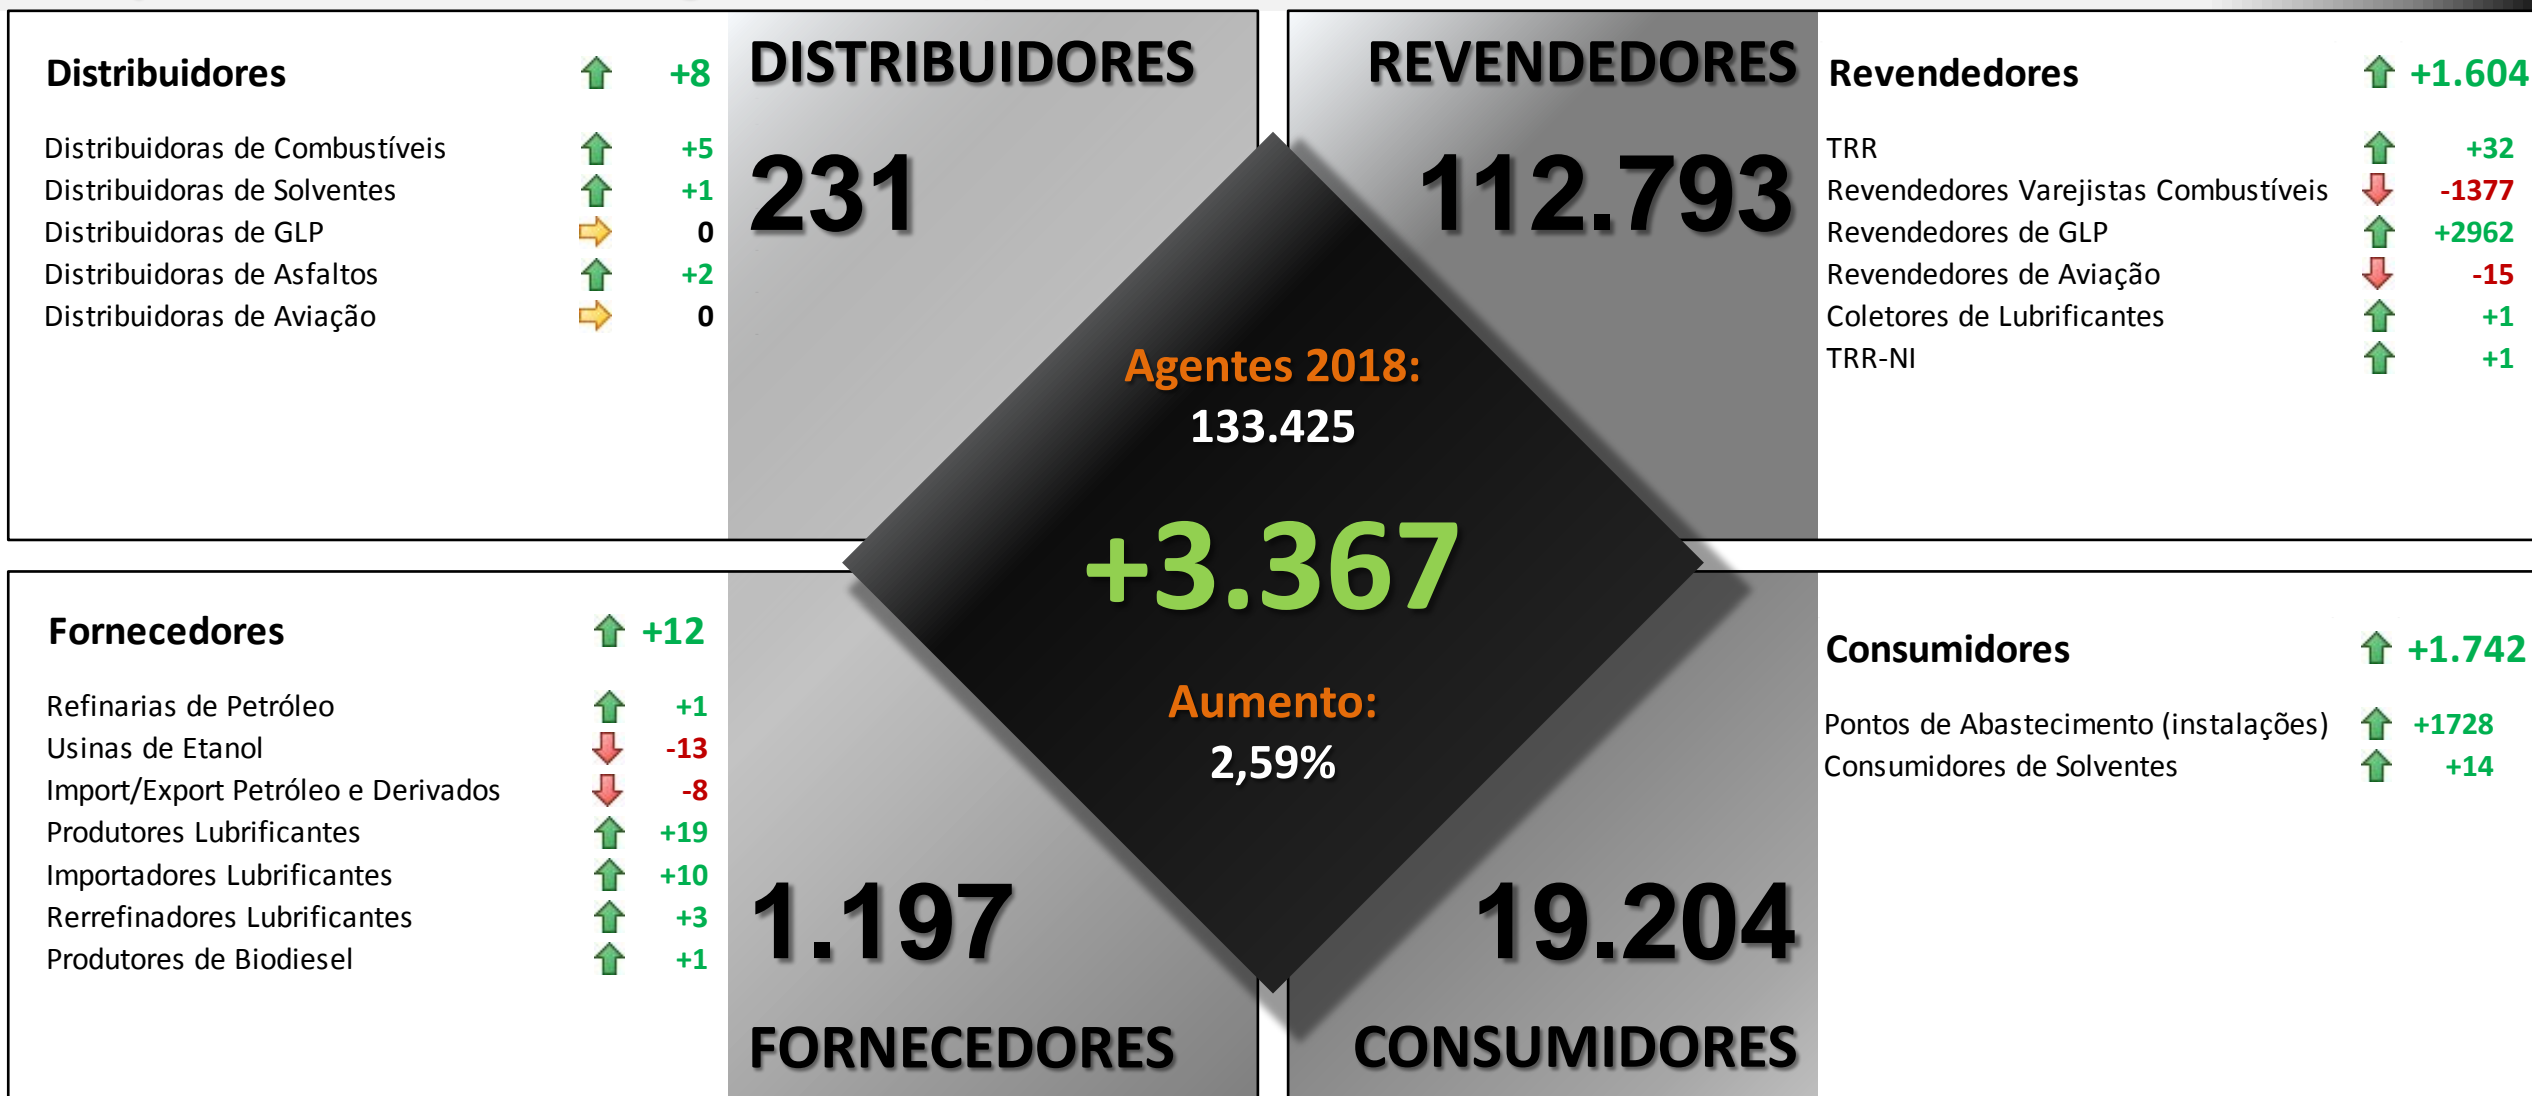 Distribuidores +8
Distribuidoras de Combustíveis +5
Distribuidoras de Solventes +1
Distribuidoras de GLP 0
Distribuidoras de Asfaltos +2
Distribuidoras de Aviação 0
DISTRIBUIDORES
231
REVENDEDORES
112.793
Revendedores +1.604
TRR +32
Revendedores Varejistas Combustíveis -1377
Revendedores de GLP +2962
Revendedores de Aviação -15
Coletores de Lubrificantes +1
TRR-NI +1
Agentes 2018:
133.425
+3.367
Aumento:
2,59%
Fornecedores +12
Refinarias de Petróleo +1
Usinas de Etanol -13
Import/Export Petróleo e Derivados -8
Produtores Lubrificantes +19
Importadores Lubrificantes +10
Rerrefinadores Lubrificantes +3
Produtores de Biodiesel +1
1.197
FORNECEDORES
19.204
CONSUMIDORES
Consumidores +1.742
Pontos de Abastecimento (instalações) +1728
Consumidores de Solventes +14